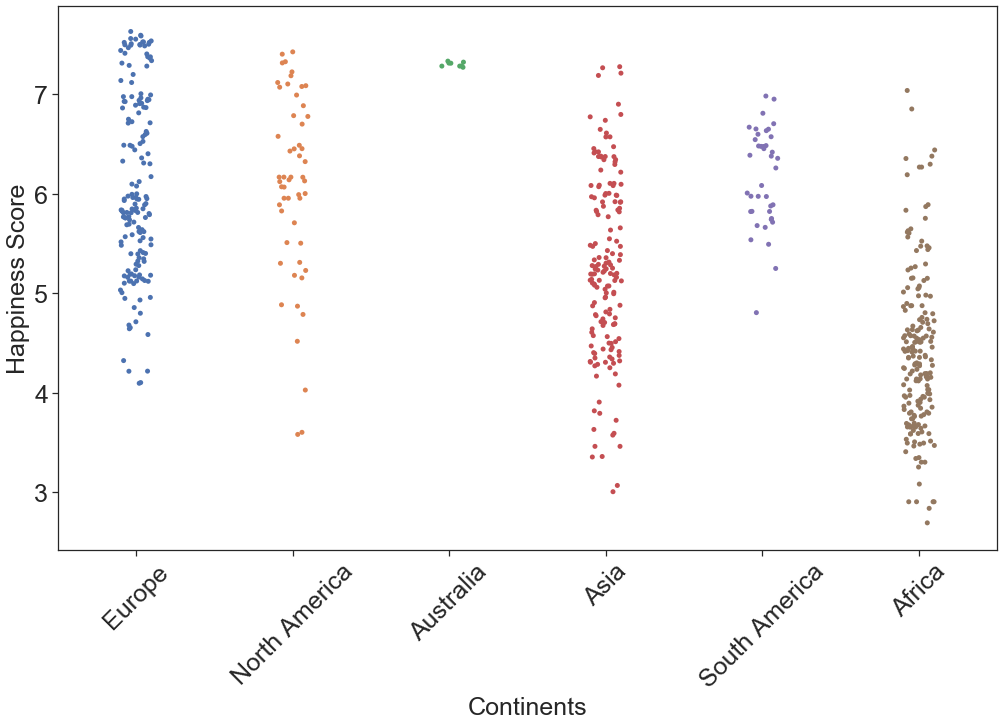 Happiness Score
7
6
5
4
3
Europe
North America
Australia
Asia
South America
Africa
Continents